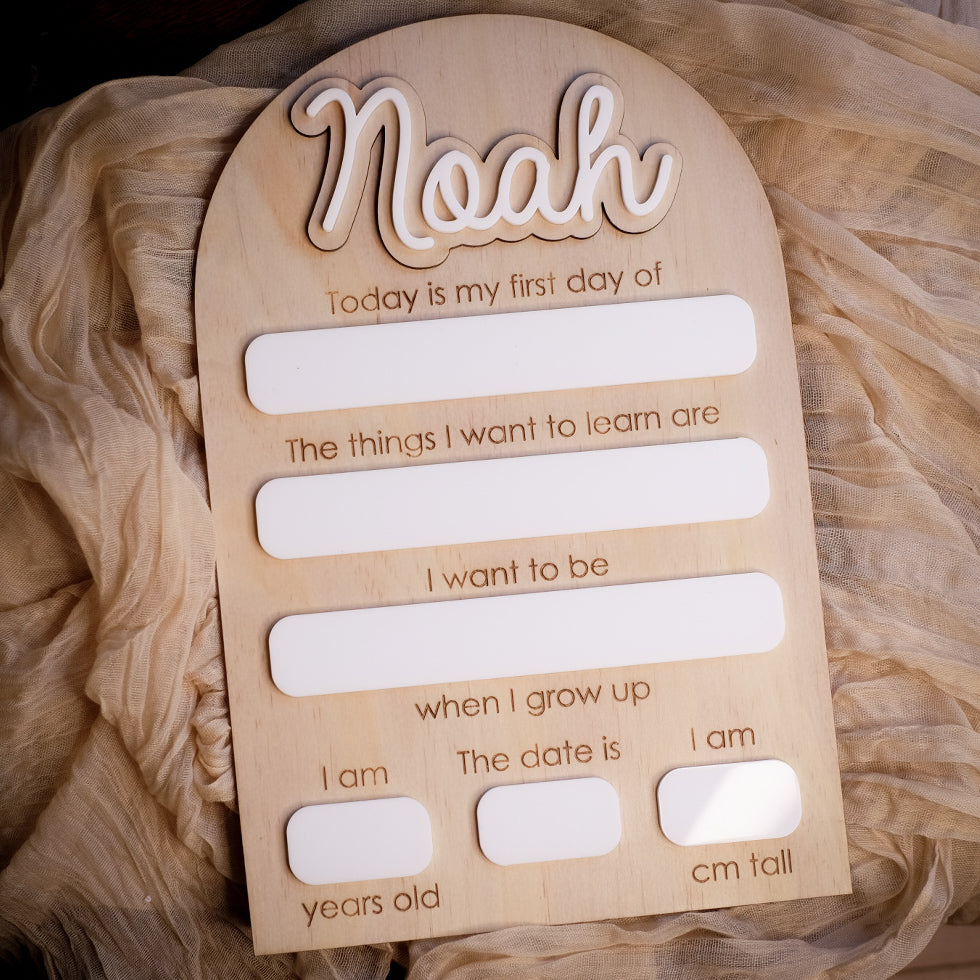 Noah
Today is my first day of
The things I want to learn are
I want to be
when I grow up
I am
The date is
I am
years old
cm tall